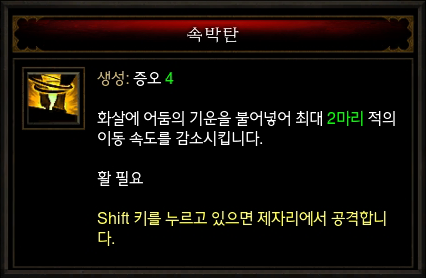 속박탄
생성: 증오 4
화살에 어둠의 기운을 불어넣어 최대 2마리 적의
이동 속도를 감소시킵니다.
활 필요
Shift 키를 누르고 있으면 제자리에서 공격합니
다.